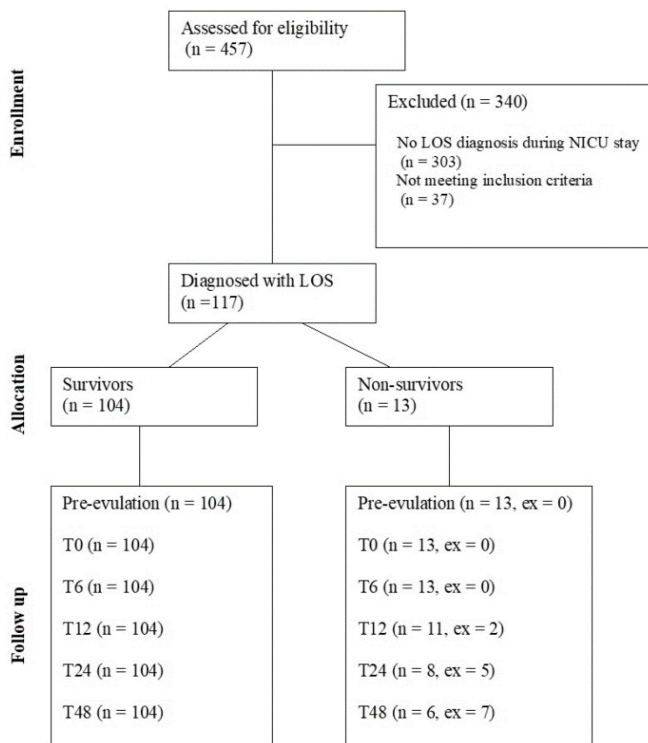 Enrollment
Assessed for eligibility
(n = 457)
Excluded (n = 340)
No LOS diagnosis during NICU stay
(n = 303)
Not meeting inclusion criteria
(n = 37)
Diagnosed with LOS
(n =117)
Allocation
Survivors
(n = 104)
Non-survivors
(n = 13)
Follow up
Pre-evulation (n = 104)
T0 (n = 104)
T6 (n = 104)
T12 (n = 104)
T24 (n = 104)
T48 (n = 104)
Pre-evulation (n = 13, ex = 0)
T0 (n = 13, ex = 0)
T6 (n = 13, ex = 0)
T12 (n = 11, ex = 2)
T24 (n = 8, ex = 5)
T48 (n = 6, ex = 7)